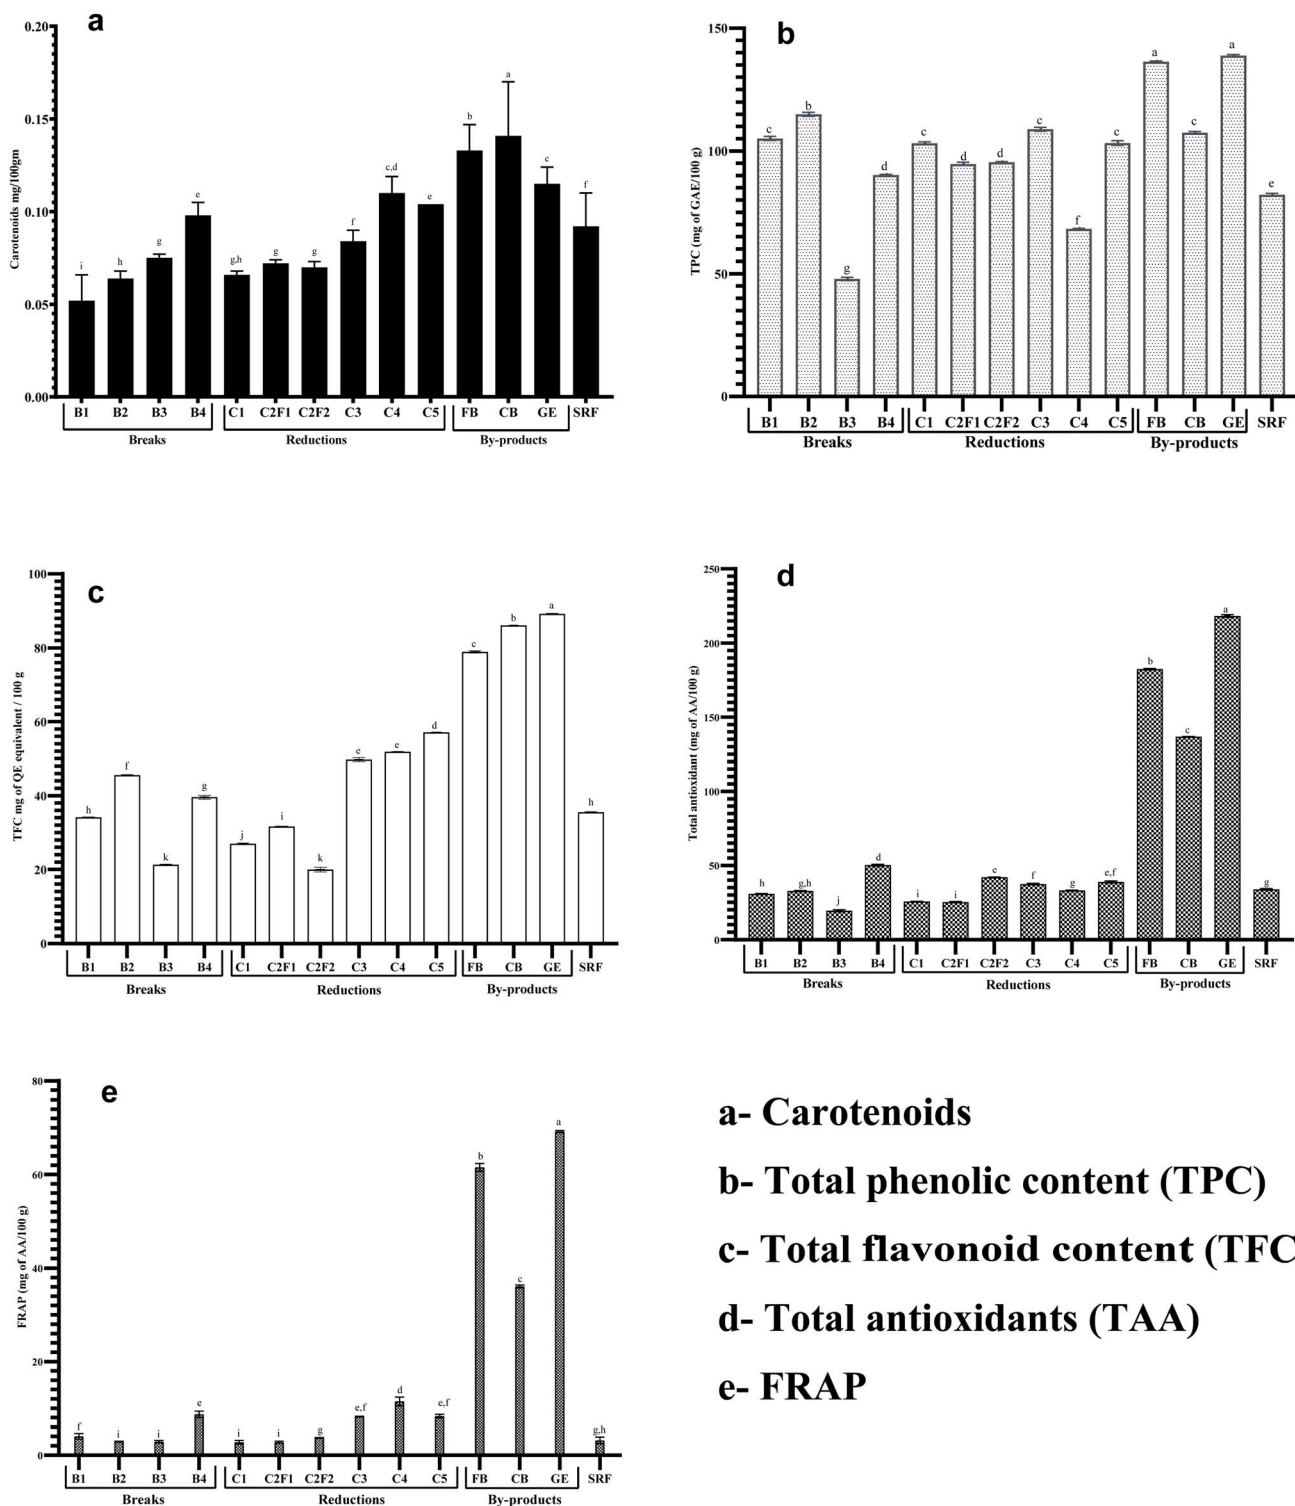 a
0.20
0.15
0.10
0.05
0.00
Carotenoids mg/100gm
i
h
g
e
g,h
g
g
f
c,d
e
b
a
c
f
B1 B2 B3 B4 C1 C2F1 C2F2 C3 C4 C5 FB CB GE SRF
Breaks Reductions By-products
b
150
100
50
0
TPC (mg of GAE/100 g)
c
b
g
d
c
d
d
c
f
c
a
c
a
e
B1 B2 B3 B4 C1 C2F1 C2F2 C3 C4 C5 FB CB GE SRF
Breaks Reductions By-products
c
100
80
60
40
20
0
TFC mg of QE equivalent / 100 g
h
f
k
g
j
i
k
e
e
d
c
b
a
h
B1 B2 B3 B4 C1 C2F1 C2F2 C3 C4 C5 FB CB GE SRF
Breaks Reductions By-products
d
250
200
150
100
50
0
Total antioxidant (mg of AA/100 g)
h
g,h
j
d
i
i
e
f
g
e,f
b
c
a
g
B1 B2 B3 B4 C1 C2F1 C2F2 C3 C4 C5 FB CB GE SRF
Breaks Reductions By-products
e
80
60
40
20
0
FRAP (mg of AA/100 g)
f
i
i
e
i
i
g
e,f
d
e,f
b
c
a
g,h
B1 B2 B3 B4 C1 C2F1 C2F2 C3 C4 C5 FB CB GE SRF
Breaks Reductions By-products
a- Carotenoids
b- Total phenolic content (TPC)
c- Total flavonoid content (TFC
d- Total antioxidants (TAA)
e- FRAP